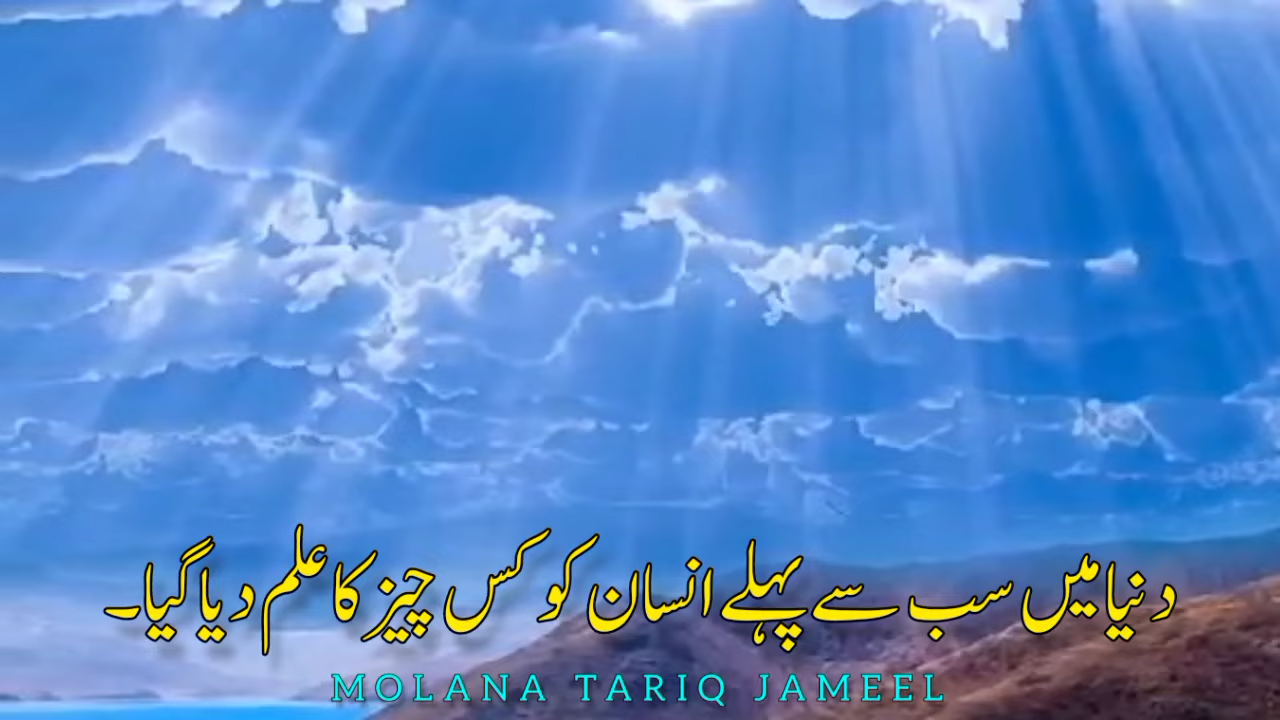 دنیا میں سب سے پہلے انسان کو کس چیز کا علم دیا گیا۔
MOLANA TARIQ JAMEEL